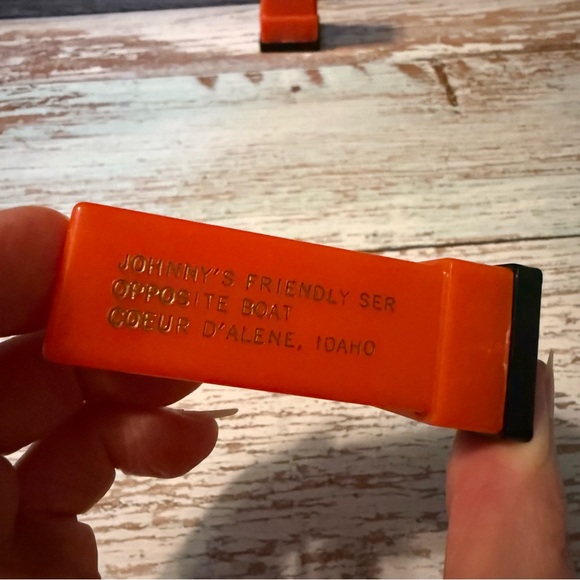 JOHNNY'S FRIENDLY SER
OPPOSITE BOAT
COEUR D'ALENE, IDAHO